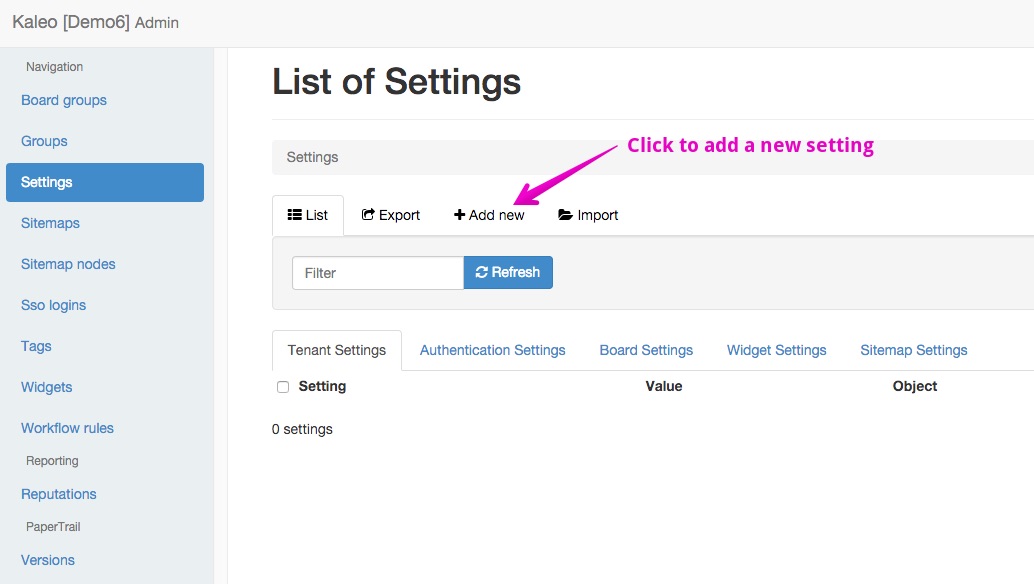 Kaleo [Demo6] Admin
Navigation
Board groups
Groups
Settings
Sitemaps
Sitemap nodes
Sso logins
Tags
Widgets
Workflow rules
Reporting
Reputations
PaperTrail
Versions
List of Settings
Settings
Click to add a new setting
List Export Add new Import
Filter Refresh
Tenant Settings Authentication Settings Board Settings Widget Settings Sitemap Settings
Setting Value Object
0 settings